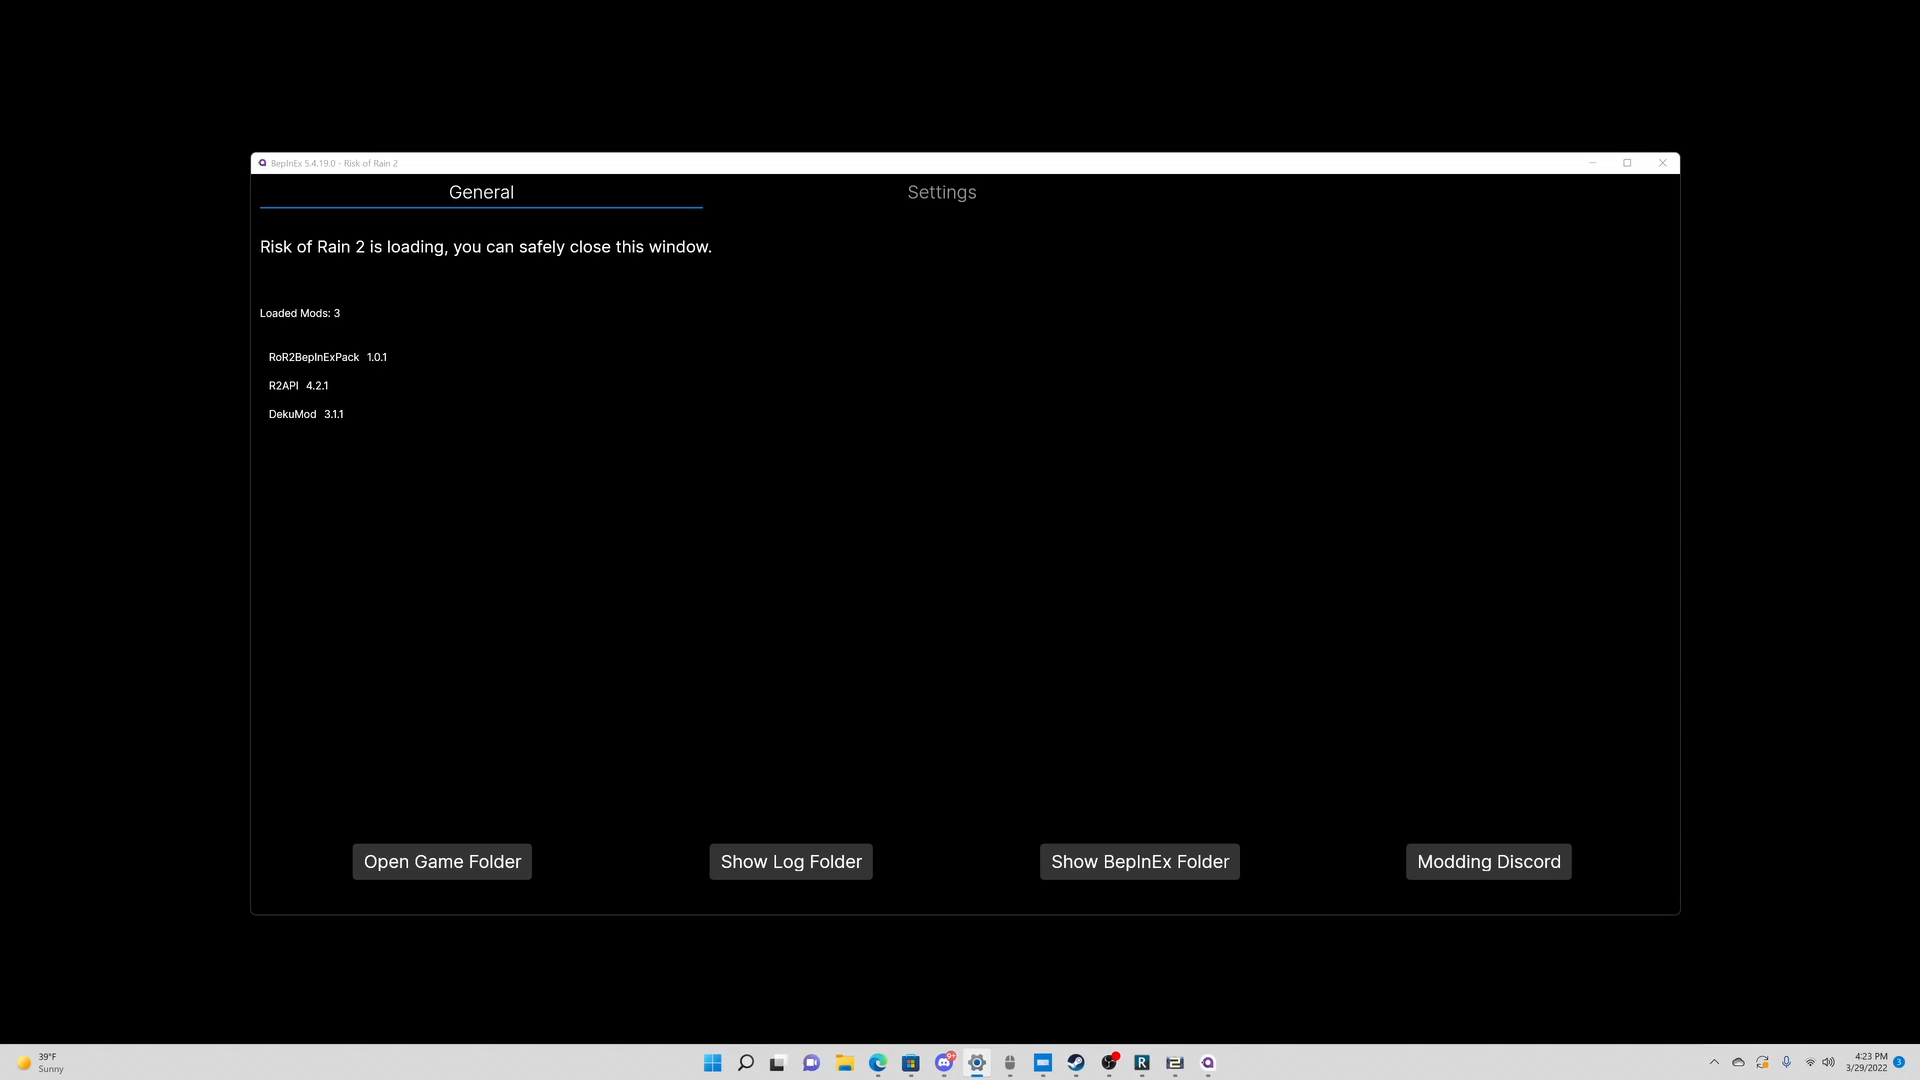 BepInEx 5.4.19.0 - Risk of Rain 2
General
Settings
Risk of Rain 2 is loading, you can safely close this window.
Loaded Mods: 3
RoR2BepInExPack 1.0.1
R2API 4.2.1
DekuMod 3.1.1
Open Game Folder
Show Log Folder
Show BepInEx Folder
Modding Discord
39°F
Sunny
9+
R
2
4:23 PM
3/29/2022
3